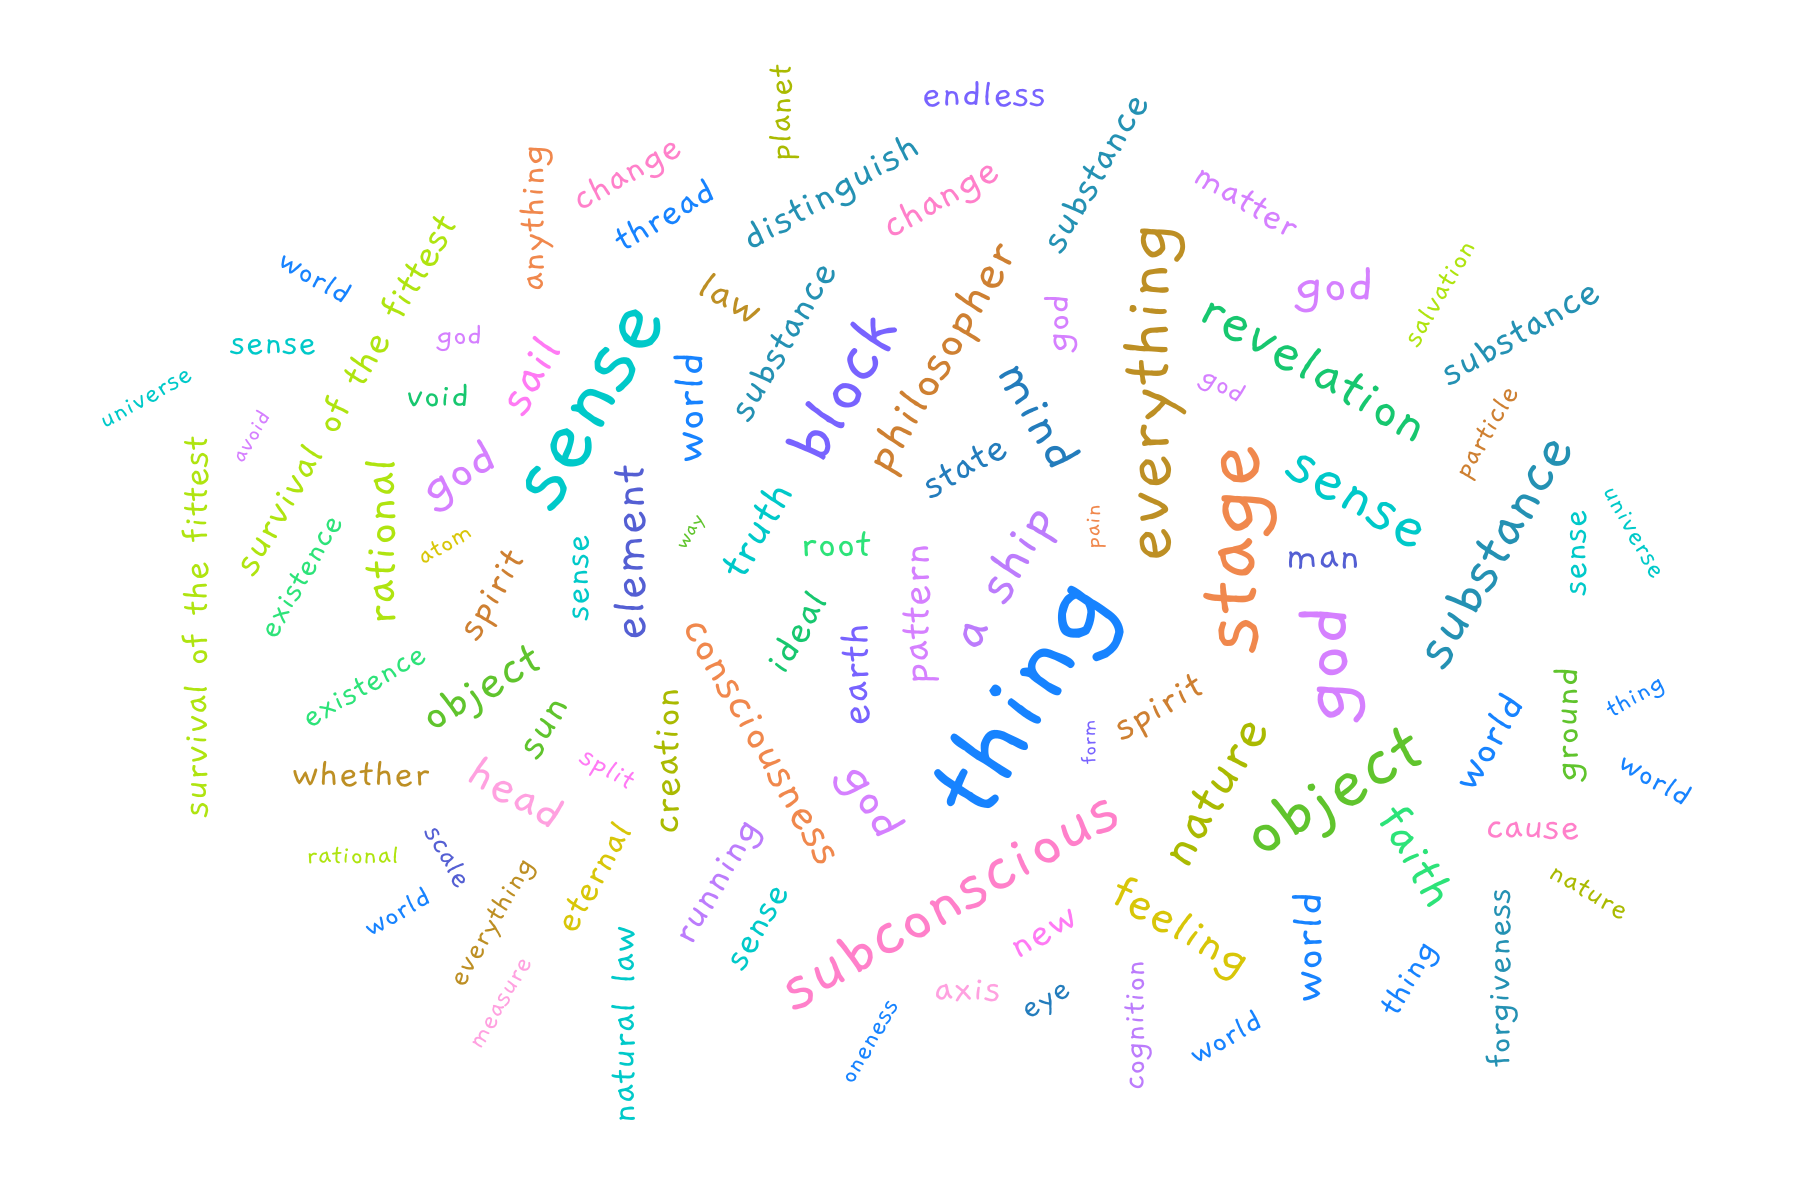 planet
endless
substance
anything
change
thread
distinguish
change
matter
world
survival of the fittest
law
substance
philosopher
god
everything
god
salvation
revelation
substance
sense
god
sail
sense
world
block
mind
god
universe
void
avoid
particle
state
survival of the fittest
god
rational
element
truth
stage
sense
substance
universe
existence
atom
spirit
sense
way
root
pattern
a ship
pain
man
sense
ideal
earth
thing
god
existence
object
sun
consciousness
creation
form
spirit
nature
world
ground
thing
whether
head
split
god
object
world
rational
scale
world
everything
eternal
running
sense
subconscious
faith
cause
nature
measure
natural law
new
feeling
world
thing
forgiveness
oneness
axis
eye
cognition
world